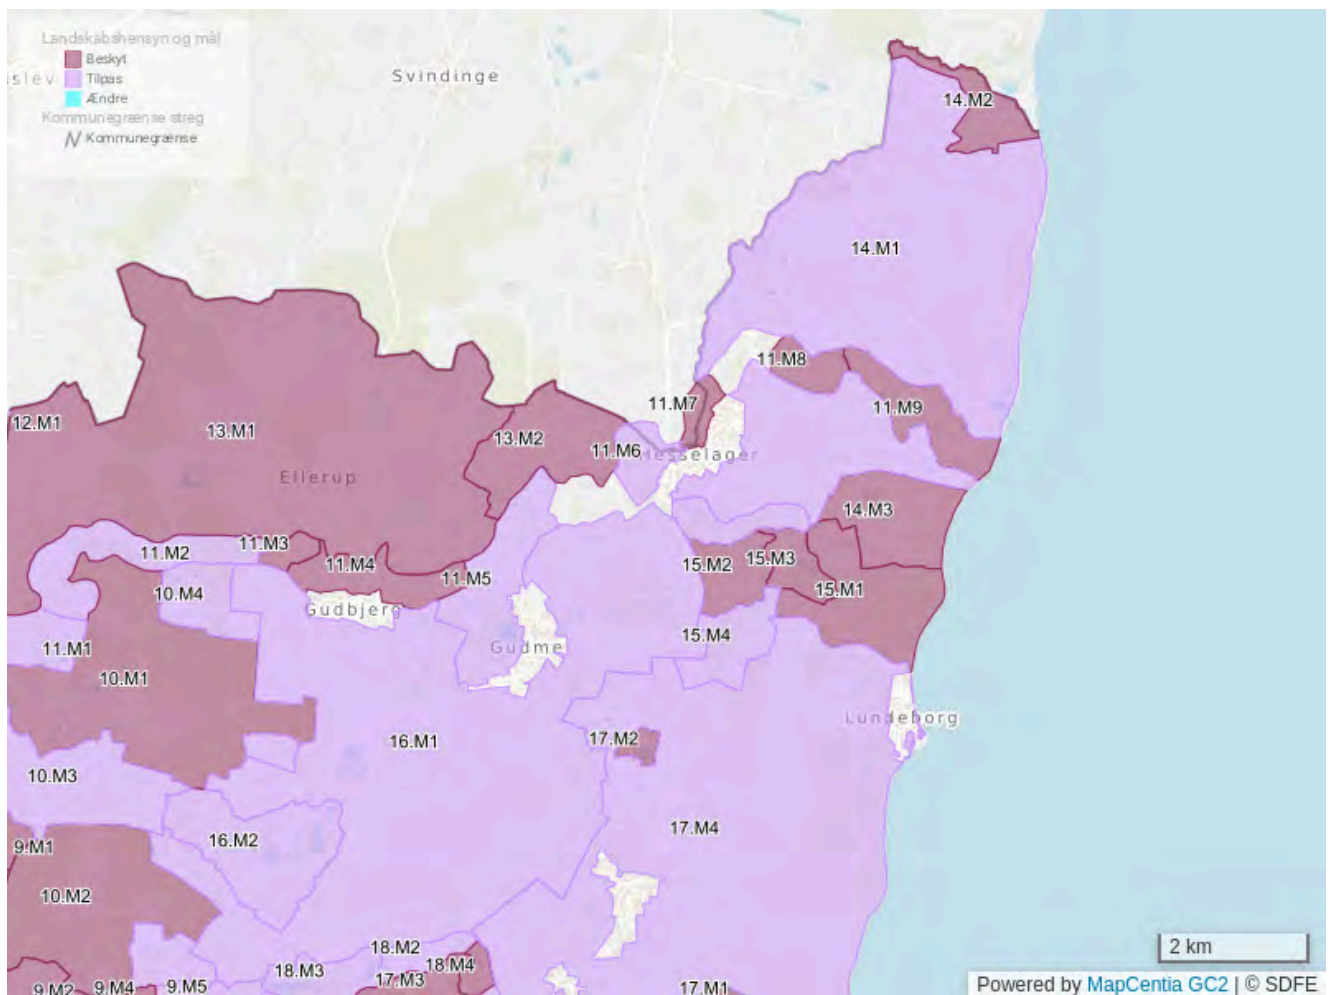 Landskabshensyn og mål
Beskyt
Tilpas
Ændre
Kommunegrænse streg
Kommunegrænse
slev
Svindinge
14.M2
14.M1
11.M8
11.M7
11.M9
12.M1
13.M1
13.M2
11.M6
Hesselager
Ellerup
14.M3
11.M2
11.M3
11.M4
11.M5
15.M2
15.M3
15.M1
10.M4
Gudbjerg
11.M1
Gudme
15.M4
10.M1
Lundeborg
16.M1
17.M2
10.M3
16.M2
17.M4
9.M1
10.M2
18.M2
18.M3
18.M4
17.M3
9.M2
9.M4
9.M5
17.M1
2 km
Powered by MapCentia GC2 | © SDFE